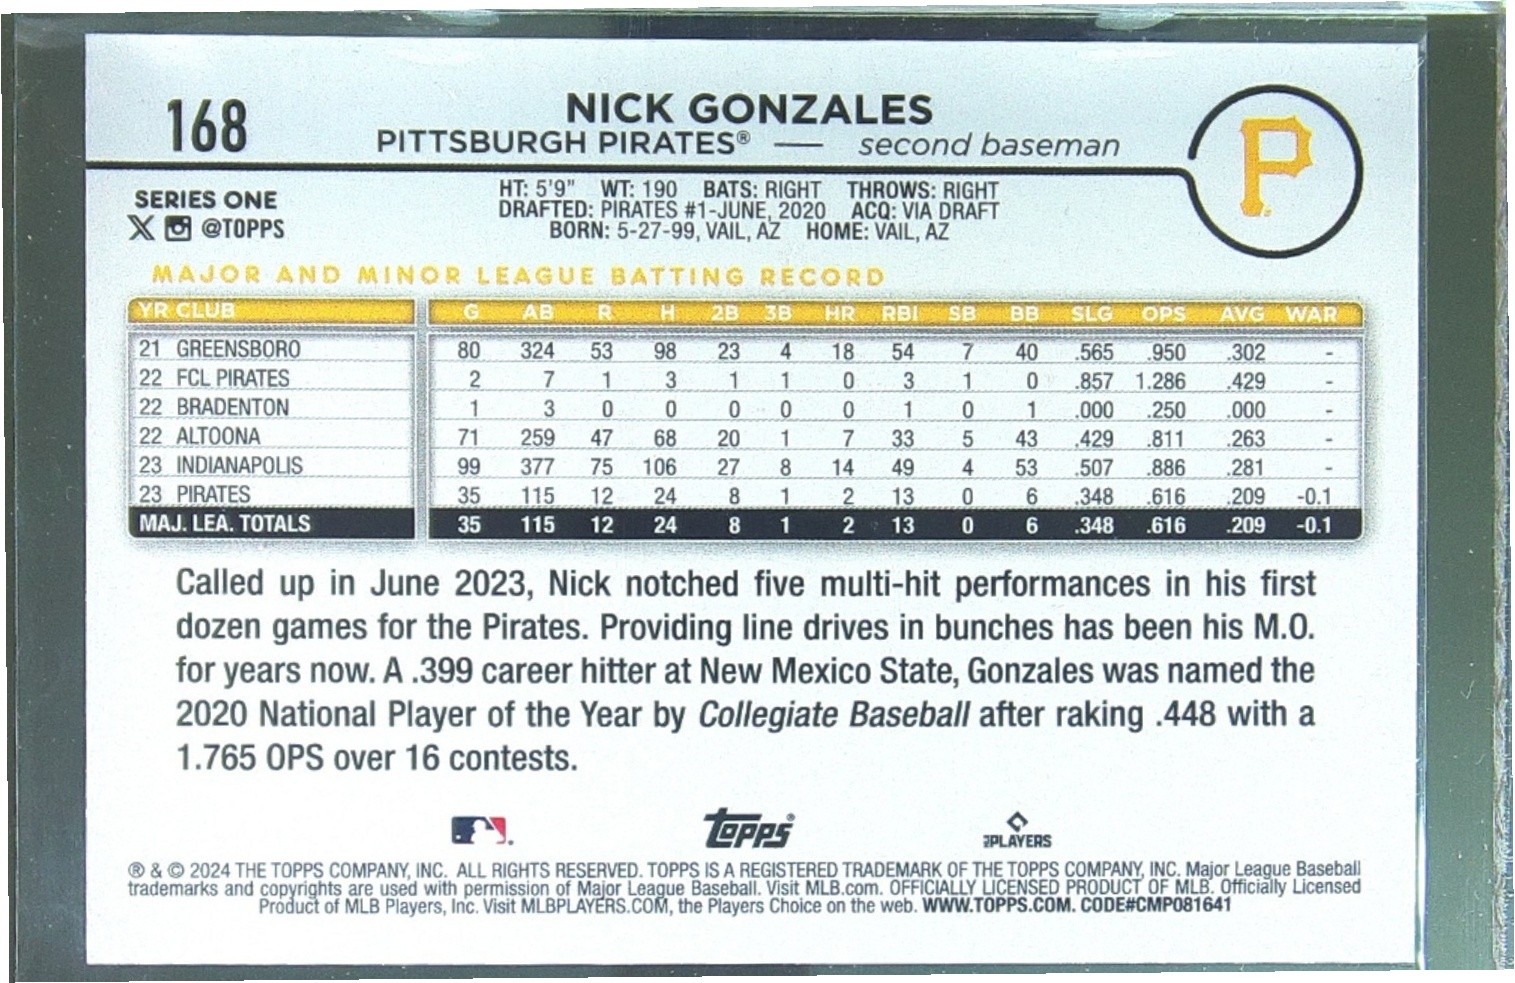 168
NICK GONZALES
PITTSBURGH PIRATES® — second baseman
P
SERIES ONE
X @TOPPS
HT: 5'9" WT: 190 BATS: RIGHT THROWS: RIGHT
DRAFTED: PIRATES #1-JUNE, 2020 ACQ: VIA DRAFT
BORN: 5-27-99, VAIL, AZ HOME: VAIL, AZ
MAJOR AND MINOR LEAGUE BATTING RECORD
YR CLUB G AB R H 2B 3B HR RBI SB BB SLG OPS AVG WAR
21 GREENSBORO 80 324 53 98 23 4 18 54 7 40 .565 .950 .302 -
22 FCL PIRATES 2 7 1 3 1 1 0 3 1 0 .857 1.286 .429 -
22 BRADENTON 1 3 0 0 0 0 0 1 0 1 .000 .250 .000 -
22 ALTOONA 71 259 47 68 20 1 7 33 5 43 .429 .811 .263 -
23 INDIANAPOLIS 99 377 75 106 27 8 14 49 4 53 .507 .886 .281 -
23 PIRATES 35 115 12 24 8 1 2 13 0 6 .348 .616 .209 -0.1
MAJ. LEA. TOTALS 35 115 12 24 8 1 2 13 0 6 .348 .616 .209 -0.1
Called up in June 2023, Nick notched five multi-hit performances in his first
dozen games for the Pirates. Providing line drives in bunches has been his M.O.
for years now. A .399 career hitter at New Mexico State, Gonzales was named the
2020 National Player of the Year by Collegiate Baseball after raking .448 with a
1.765 OPS over 16 contests.
Topps® PLAYERS
® & © 2024 THE TOPPS COMPANY, INC. ALL RIGHTS RESERVED. TOPPS IS A REGISTERED TRADEMARK OF THE TOPPS COMPANY, INC. Major League Baseball
trademarks and copyrights are used with permission of Major League Baseball. Visit MLB.com. OFFICIALLY LICENSED PRODUCT OF MLB. Officially Licensed
Product of MLB Players, Inc. Visit MLBPLAYERS.COM, the Players Choice on the web. WWW.TOPPS.COM. CODE#CMP081641